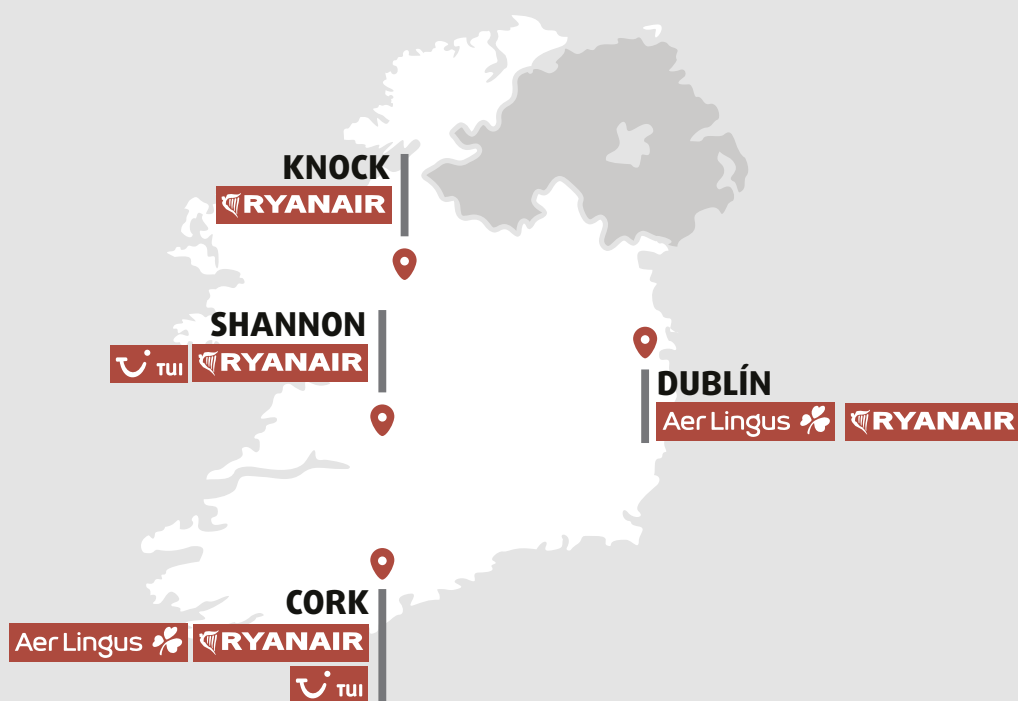 KNOCK
RYANAIR
SHANNON
TUI RYANAIR
DUBLÍN
Aer Lingus RYANAIR
CORK
Aer Lingus RYANAIR
TUI